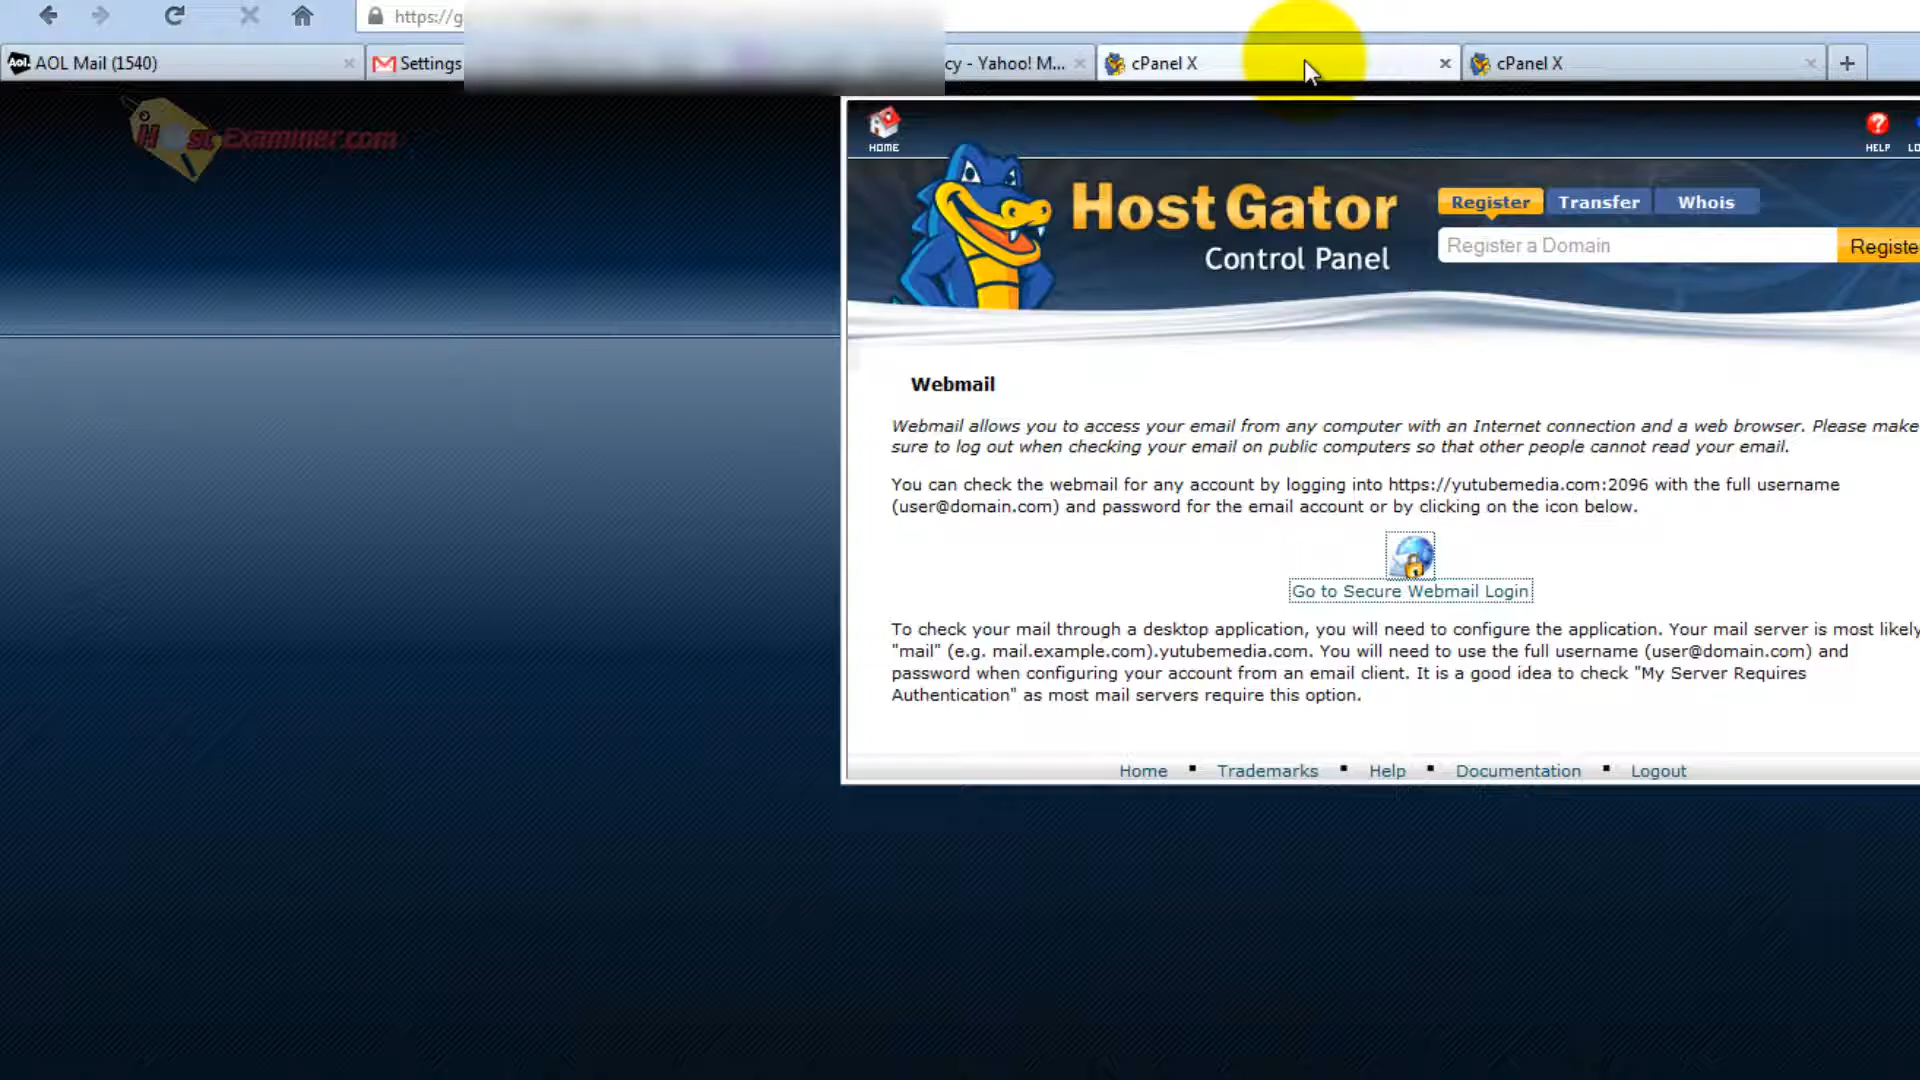 https://g
AOL Mail (1540)
Settings
cy - Yahoo! M...
cPanel X
cPanel X
Host-Examiner.com
HOME
HELP
LO
HostGator
Control Panel
Register
Transfer
Whois
Register a Domain
Registe
Webmail
Webmail allows you to access your email from any computer with an Internet connection and a web browser. Please make
sure to log out when checking your email on public computers so that other people cannot read your email.
You can check the webmail for any account by logging into https://yutubemedia.com:2096 with the full username
(user@domain.com) and password for the email account or by clicking on the icon below.
Go to Secure Webmail Login
To check your mail through a desktop application, you will need to configure the application. Your mail server is most likely
"mail" (e.g. mail.example.com).yutubemedia.com. You will need to use the full username (user@domain.com) and
password when configuring your account from an email client. It is a good idea to check "My Server Requires
Authentication" as most mail servers require this option.
Home ▪ Trademarks ▪ Help ▪ Documentation ▪ Logout